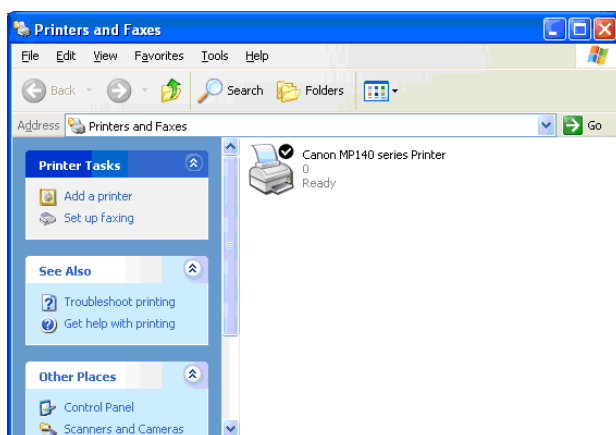 Printers and Faxes
File Edit View Favorites Tools Help
Back Search Folders
Address Printers and Faxes Go
Printer Tasks
Add a printer
Set up faxing
See Also
Troubleshoot printing
Get help with printing
Other Places
Control Panel
Scanners and Cameras
Canon MP140 series Printer
0
Ready